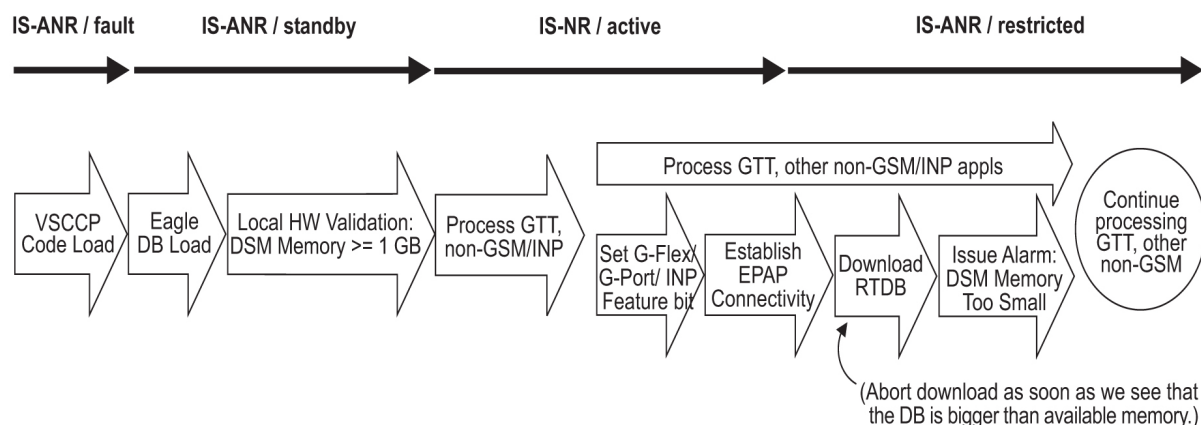 IS-ANR / fault
IS-ANR / standby
IS-NR / active
IS-ANR / restricted
VSCCP
Code Load
Eagle
DB Load
Local HW Validation:
DSM Memory >= 1 GB
Process GTT,
non-GSM/INP
Process GTT, other non-GSM/INP appls
Set G-Flex/
G-Port/ INP
Feature bit
Establish
EPAP
Connectivity
Download
RTDB
Issue Alarm:
DSM Memory
Too Small
Continue
processing
GTT, other
non-GSM
(Abort download as soon as we see that
the DB is bigger than available memory.)